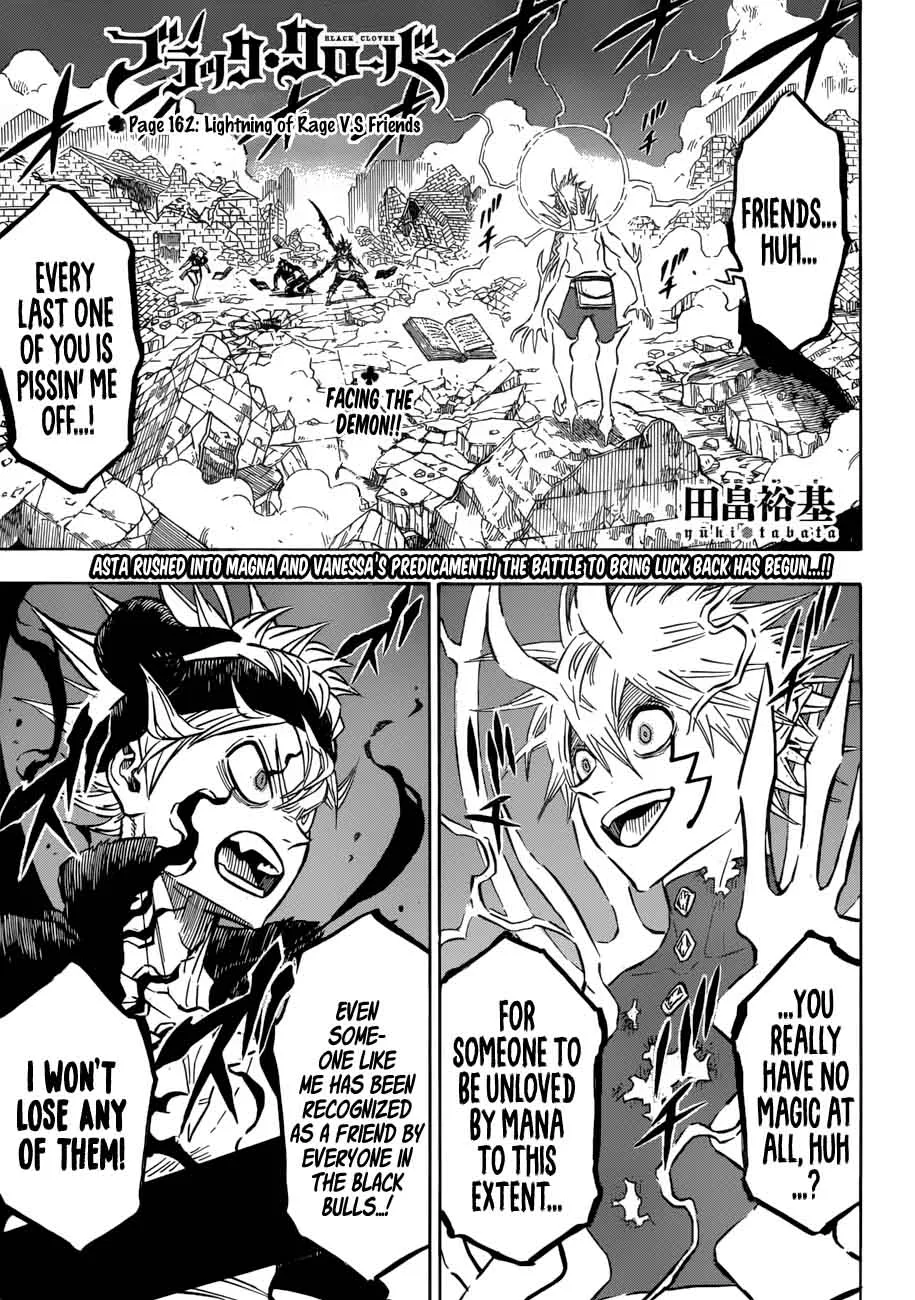 BLACK CLOVER
ブラック・クローバー
Page 162: Lightning of Rage V.S Friends
FRIENDS...
HUH...
EVERY
LAST ONE
OF YOU IS
PISSIN' ME
OFF...!
FACING THE
DEMON!!
田畠裕基
yūki tabata
ASTA RUSHED INTO MAGNA AND VANESSA'S PREDICAMENT!! THE BATTLE TO BRING LUCK BACK HAS BEGUN...!!
...YOU
REALLY
HAVE NO
MAGIC AT
ALL, HUH
...?
FOR
SOMEONE TO
BE UNLOVED
BY MANA
TO THIS
EXTENT...
EVEN
SOME-
ONE LIKE
ME HAS BEEN
RECOGNIZED
AS A FRIEND BY
EVERYONE IN
THE BLACK
BULLS...!
I WON'T
LOSE ANY
OF THEM!